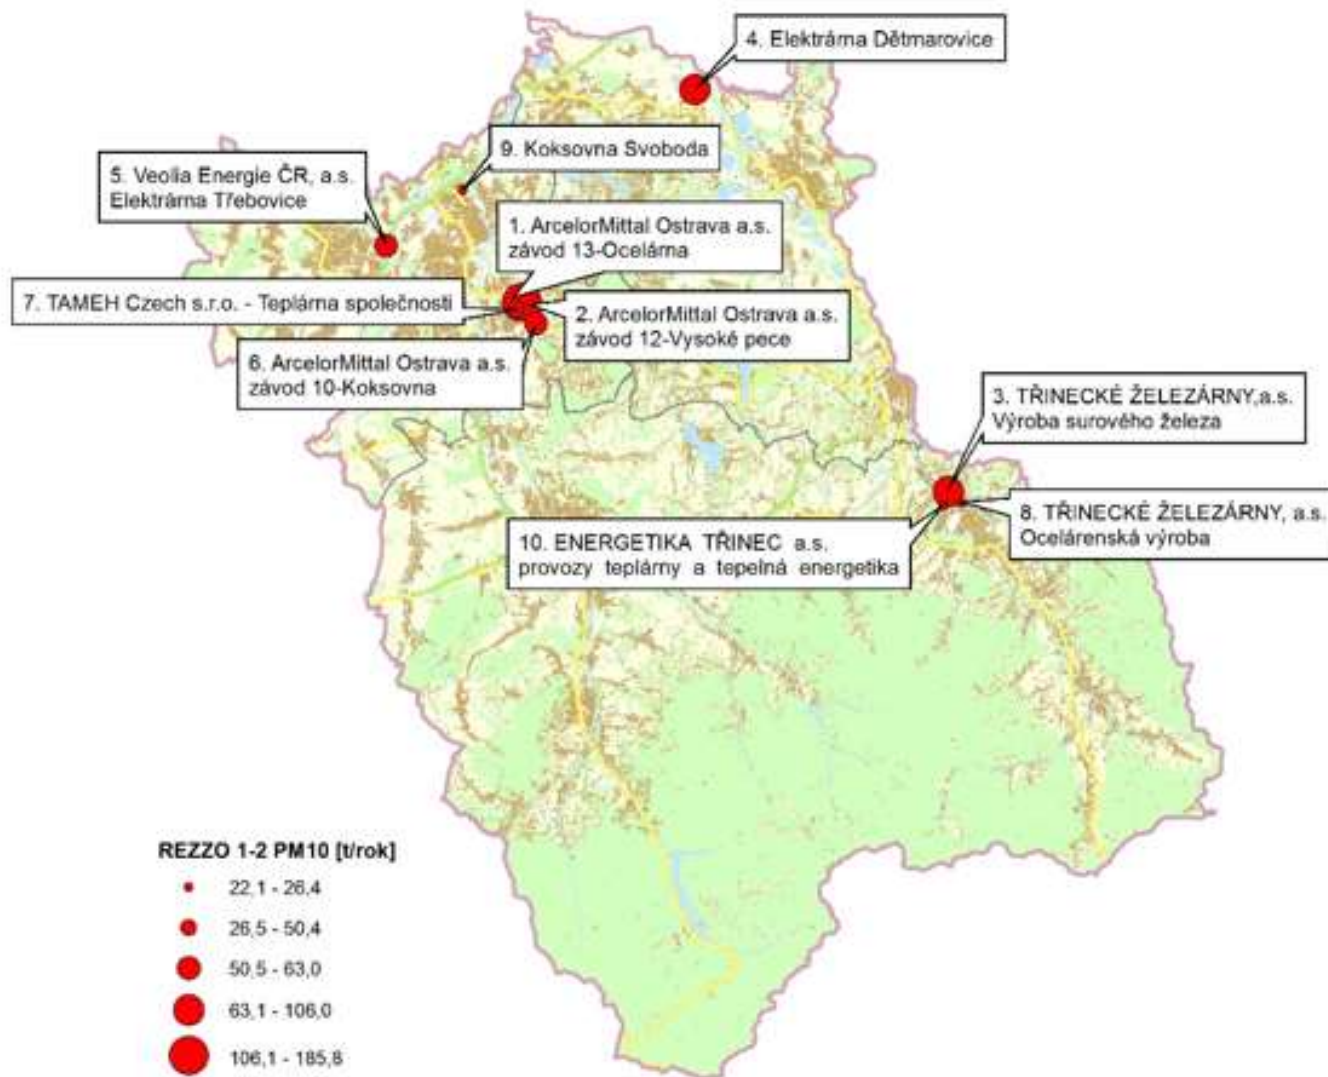 4. Elektrárna Dětmarovice
9. Koksovna Svoboda
5. Veolia Energie ČR, a.s.
Elektrárna Třebovice
1. ArcelorMittal Ostrava a.s.
závod 13-Ocelárna
7. TAMEH Czech s.r.o. - Teplárna společnosti
2. ArcelorMittal Ostrava a.s.
závod 12-Vysoké pece
6. ArcelorMittal Ostrava a.s.
závod 10-Koksovna
3. TŘINECKÉ ŽELEZÁRNY,a.s.
Výroba surového železa
8. TŘINECKÉ ŽELEZÁRNY, a.s.
Ocelárenská výroba
10. ENERGETIKA TŘINEC a.s.
provozy teplárny a tepelná energetika
REZZO 1-2 PM10 [t/rok]
22,1 - 26,4
26,5 - 50,4
50,5 - 63,0
63,1 - 106,0
106,1 - 185,8